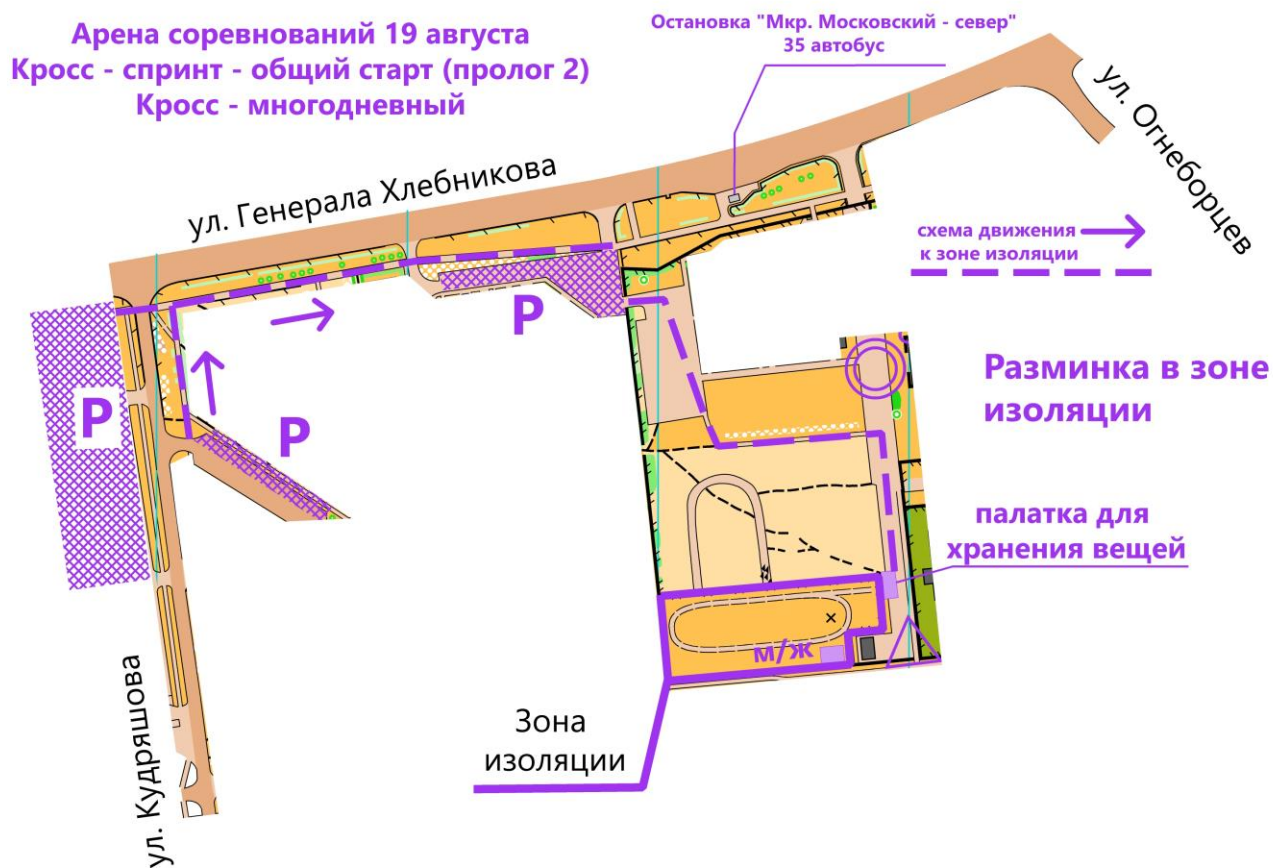 Арена соревнований 19 августа
Кросс - спринт - общий старт (пролог 2)
Кросс - многодневный
Остановка "Мкр. Московский - север"
35 автобус
ул. Огнеборцев
ул. Генерала Хлебникова
схема движения
к зоне изоляции
P
P
P
Разминка в зоне
изоляции
палатка для
хранения вещей
м/ж
Зона
изоляции
ул. Кудряшова